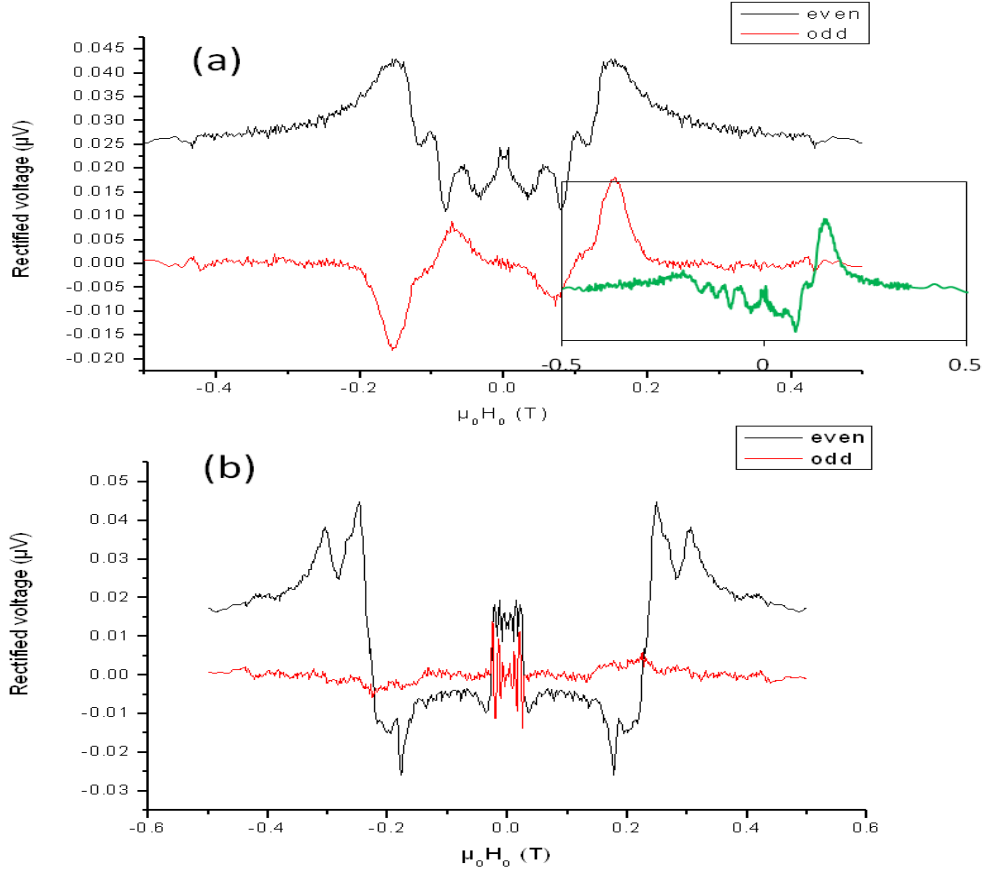 even
odd
(a)
0.045
0.040
0.035
0.030
0.025
0.020
0.015
0.010
0.005
0.000
-0.005
-0.010
-0.015
-0.020
Rectified voltage (μV)
-0.5 0 0.5
-0.4 -0.2 0.0 0.2 0.4
μ₀H₀ (T)
even
odd
(b)
0.05
0.04
0.03
0.02
0.01
0.00
-0.01
-0.02
-0.03
Rectified voltage (μV)
-0.6 -0.4 -0.2 0.0 0.2 0.4 0.6
μ₀H₀ (T)